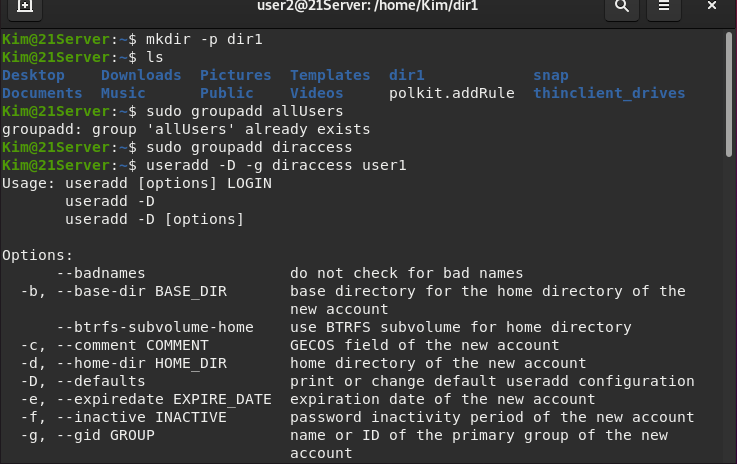 user2@21Server: /home/Kim/dir1
Kim@21Server:~$ mkdir -p dir1
Kim@21Server:~$ ls
Desktop    Downloads  Pictures  Templates  dir1            snap
Documents  Music      Public    Videos     polkit.addRule  thinclient_drives
Kim@21Server:~$ sudo groupadd allUsers
groupadd: group 'allUsers' already exists
Kim@21Server:~$ sudo groupadd diraccess
Kim@21Server:~$ useradd -D -g diraccess user1
Usage: useradd [options] LOGIN
       useradd -D
       useradd -D [options]
Options:
      --badnames                do not check for bad names
  -b, --base-dir BASE_DIR       base directory for the home directory of the
                                new account
      --btrfs-subvolume-home    use BTRFS subvolume for home directory
  -c, --comment COMMENT         GECOS field of the new account
  -d, --home-dir HOME_DIR       home directory of the new account
  -D, --defaults                print or change default useradd configuration
  -e, --expiredate EXPIRE_DATE  expiration date of the new account
  -f, --inactive INACTIVE       password inactivity period of the new account
  -g, --gid GROUP               name or ID of the primary group of the new
                                account